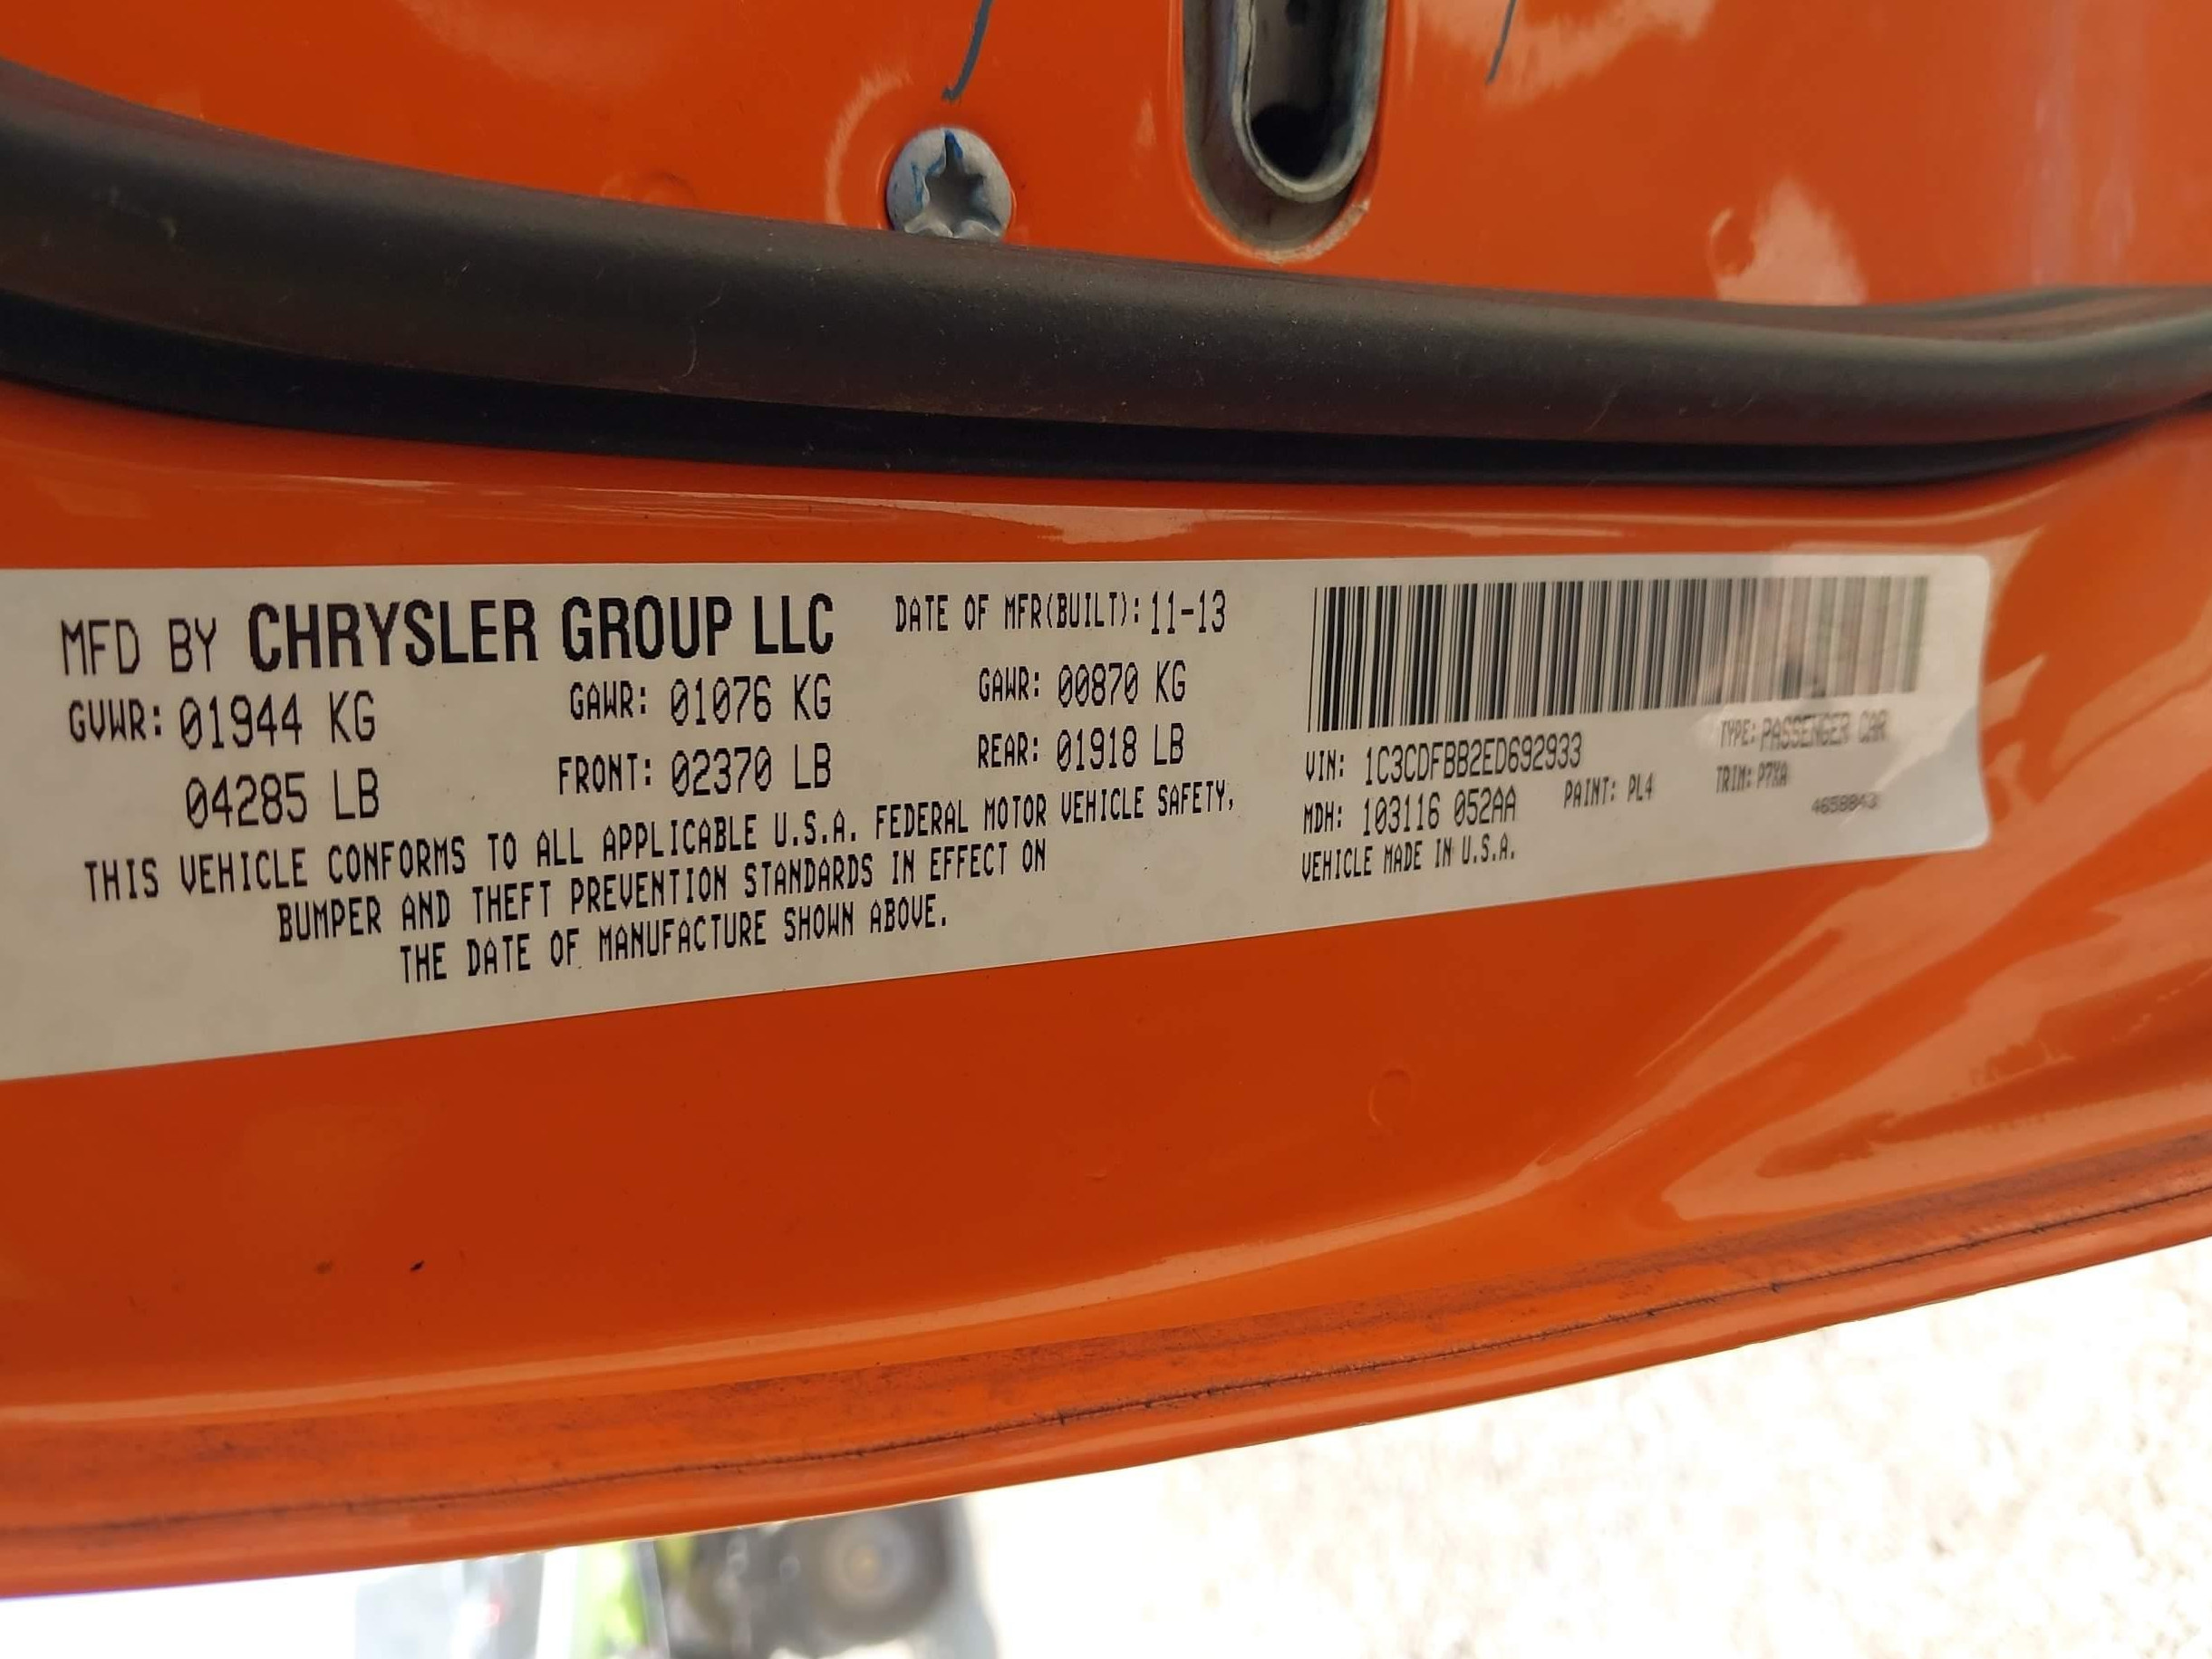 MFD BY CHRYSLER GROUP LLC
DATE OF MFR(BUILT): 11-13
GVWR: 01944 KG
GAWR: 01076 KG
GAWR: 00870 KG
04285 LB
FRONT: 02370 LB
REAR: 01918 LB
THIS VEHICLE CONFORMS TO ALL APPLICABLE U.S.A. FEDERAL MOTOR VEHICLE SAFETY,
BUMPER AND THEFT PREVENTION STANDARDS IN EFFECT ON
THE DATE OF MANUFACTURE SHOWN ABOVE.
VIN: 1C3CDFBB2ED692933
TYPE: PASSENGER CAR
MDH: 103116 052AA
PAINT: PL4
TRIM: P7XA
VEHICLE MADE IN U.S.A.